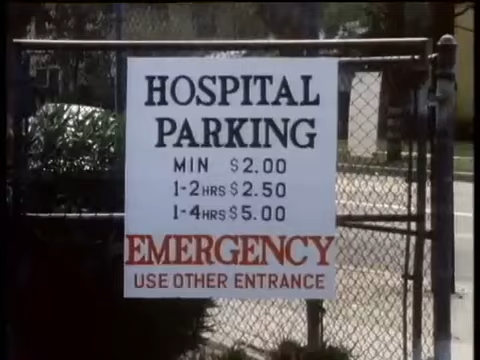 HOSPITAL
PARKING
MIN $2.00
1-2HRS $2.50
1-4HRS $5.00
EMERGENCY
USE OTHER ENTRANCE